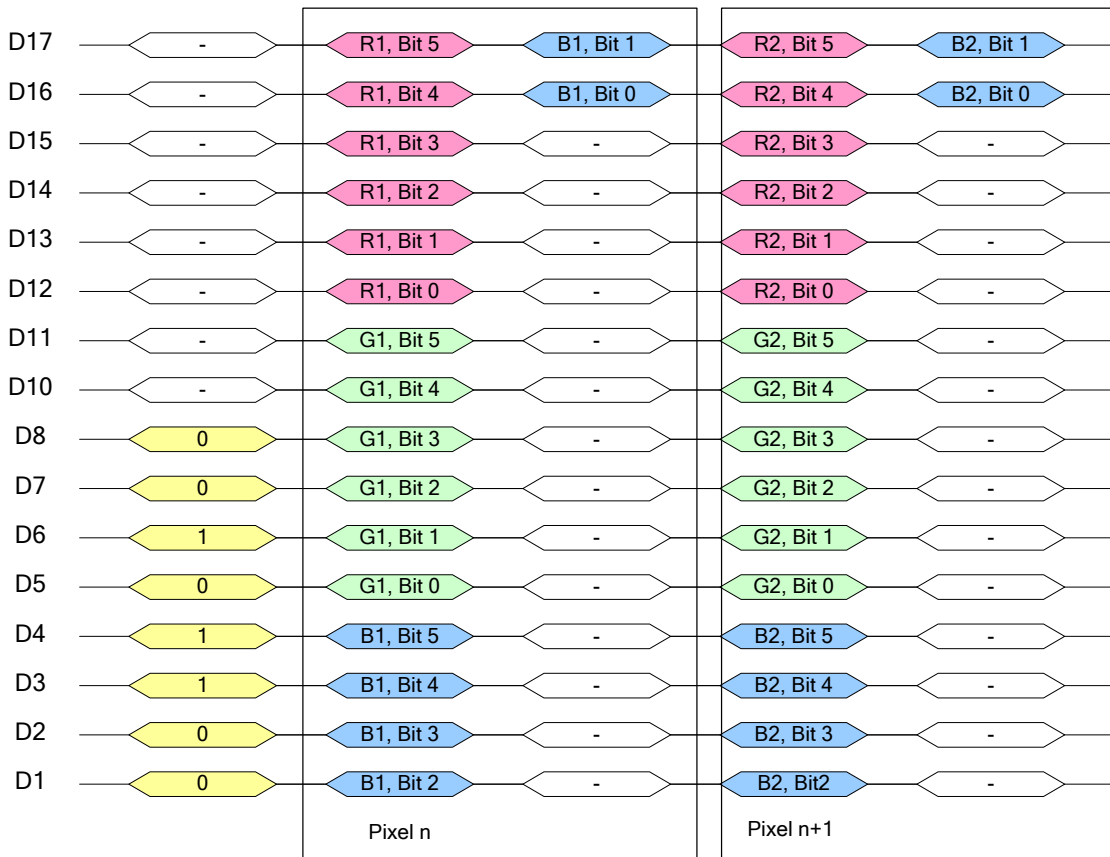 D17 - R1, Bit 5 B1, Bit 1 R2, Bit 5 B2, Bit 1
D16 - R1, Bit 4 B1, Bit 0 R2, Bit 4 B2, Bit 0
D15 - R1, Bit 3 - R2, Bit 3 -
D14 - R1, Bit 2 - R2, Bit 2 -
D13 - R1, Bit 1 - R2, Bit 1 -
D12 - R1, Bit 0 - R2, Bit 0 -
D11 - G1, Bit 5 - G2, Bit 5 -
D10 - G1, Bit 4 - G2, Bit 4 -
D8 0 G1, Bit 3 - G2, Bit 3 -
D7 0 G1, Bit 2 - G2, Bit 2 -
D6 1 G1, Bit 1 - G2, Bit 1 -
D5 0 G1, Bit 0 - G2, Bit 0 -
D4 1 B1, Bit 5 - B2, Bit 5 -
D3 1 B1, Bit 4 - B2, Bit 4 -
D2 0 B1, Bit 3 - B2, Bit 3 -
D1 0 B1, Bit 2 - B2, Bit2 -
Pixel n Pixel n+1